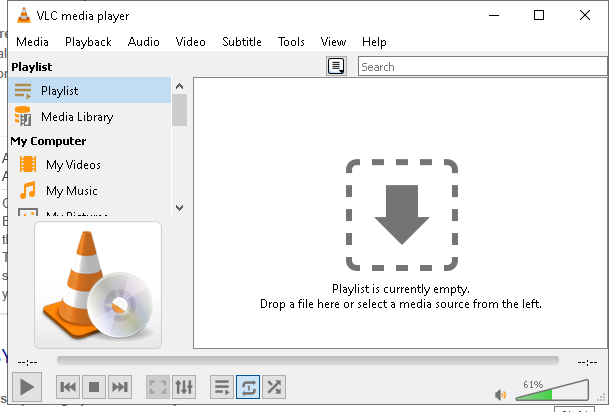 VLC media player
Media Playback Audio Video Subtitle Tools View Help
Playlist
Search
Playlist
Media Library
My Computer
My Videos
My Music
My Pictures
Playlist is currently empty.
Drop a file here or select a media source from the left.
--:-- --:--
61%